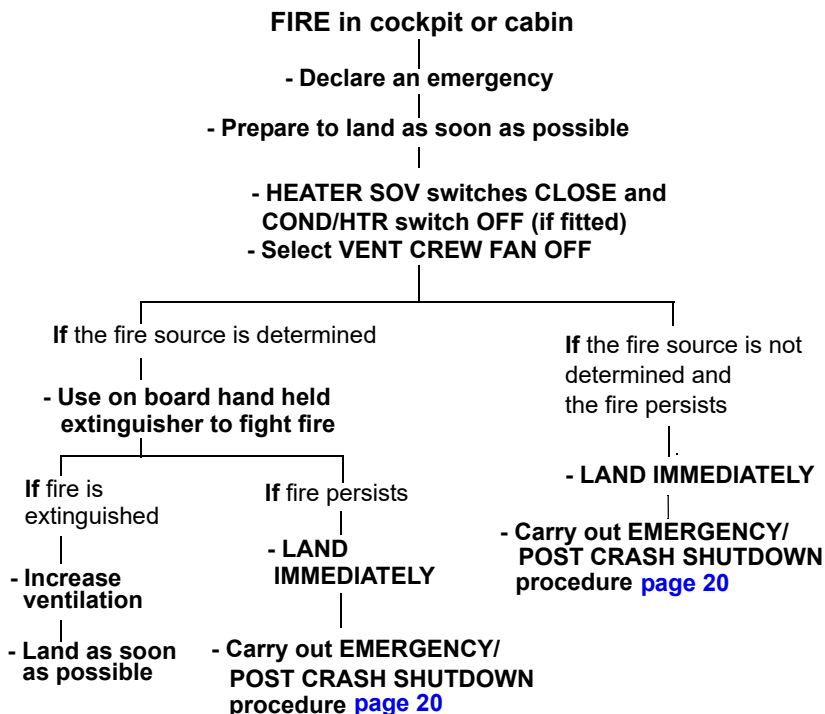 FIRE in cockpit or cabin
- Declare an emergency
- Prepare to land as soon as possible
- HEATER SOV switches CLOSE and
COND/HTR switch OFF (if fitted)
- Select VENT CREW FAN OFF
If the fire source is determined
- Use on board hand held
extinguisher to fight fire
If fire is
extinguished
- Increase
ventilation
- Land as soon
as possible
If fire persists
- LAND
IMMEDIATELY
- Carry out EMERGENCY/
POST CRASH SHUTDOWN
procedure page 20
If the fire source is not
determined and
the fire persists
- LAND IMMEDIATELY
- Carry out EMERGENCY/
POST CRASH SHUTDOWN
procedure page 20